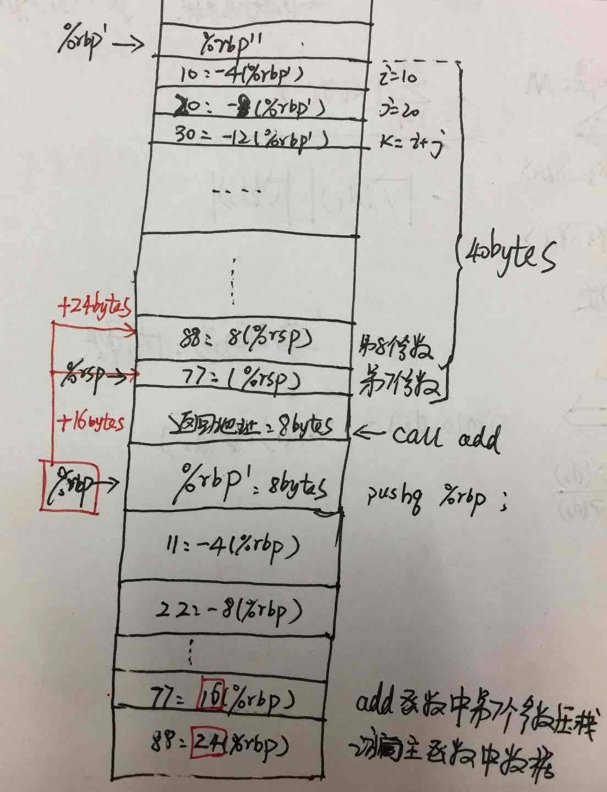 %rbp' → %rbp''
10 = -4(%rbp') i=10
20 = -8(%rbp') j=20
30 = -12(%rbp') k=i+j
40bytes
+24bytes
88 = 8(%rsp) 第8个参数
%rsp → 77 = (%rsp) 第7个参数
+16bytes
返回地址 = 8bytes ← call add
%rbp → %rbp' = 8bytes pushq %rbp ;
11 = -4(%rbp)
22 = -8(%rbp)
77 = 16(%rbp) add函数中第7个参数压栈
88 = 24(%rbp) 主函数中数据